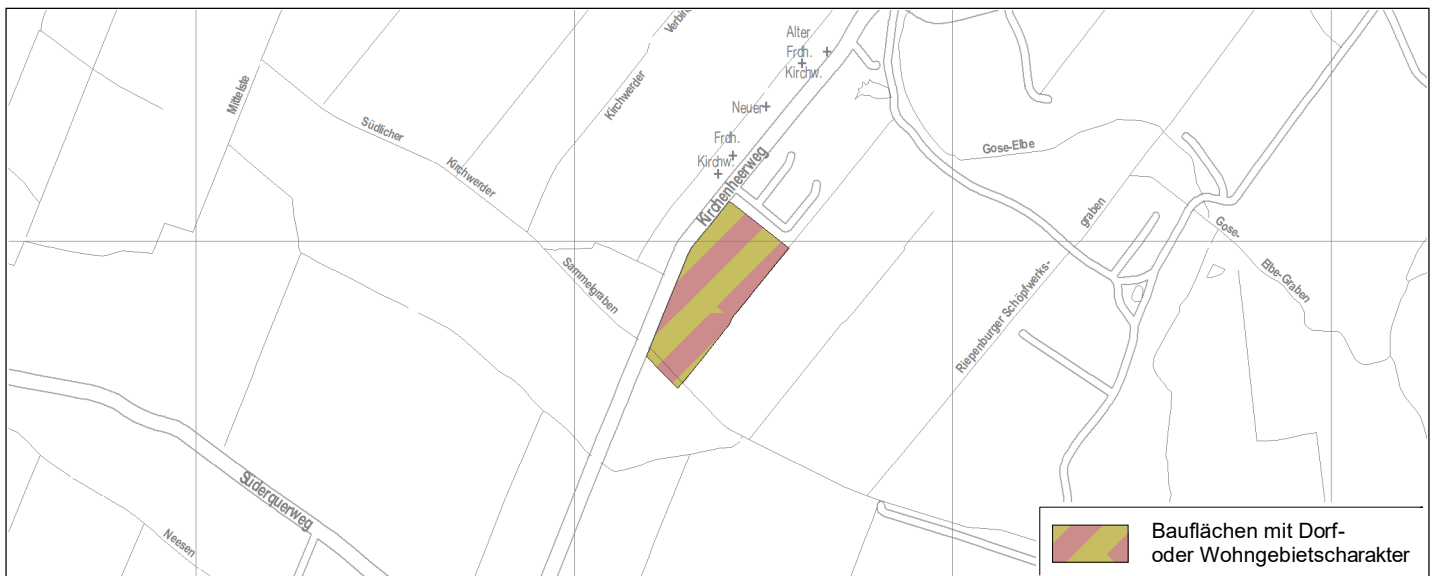 Verbin
Alter
Frdh.
Kirchw.
Mittelste
Kirchwerder
Neuer
Südlicher
Kirchwerder
Frdh.
Kirchw.
Kirchenheerweg
Gose-Elbe
graben
Gose-
Elbe-Graben
Sammelgraben
Riepenburger Schöpfwerks-
Süderquerweg
Neesen
Bauflächen mit Dorf-
oder Wohngebietscharakter